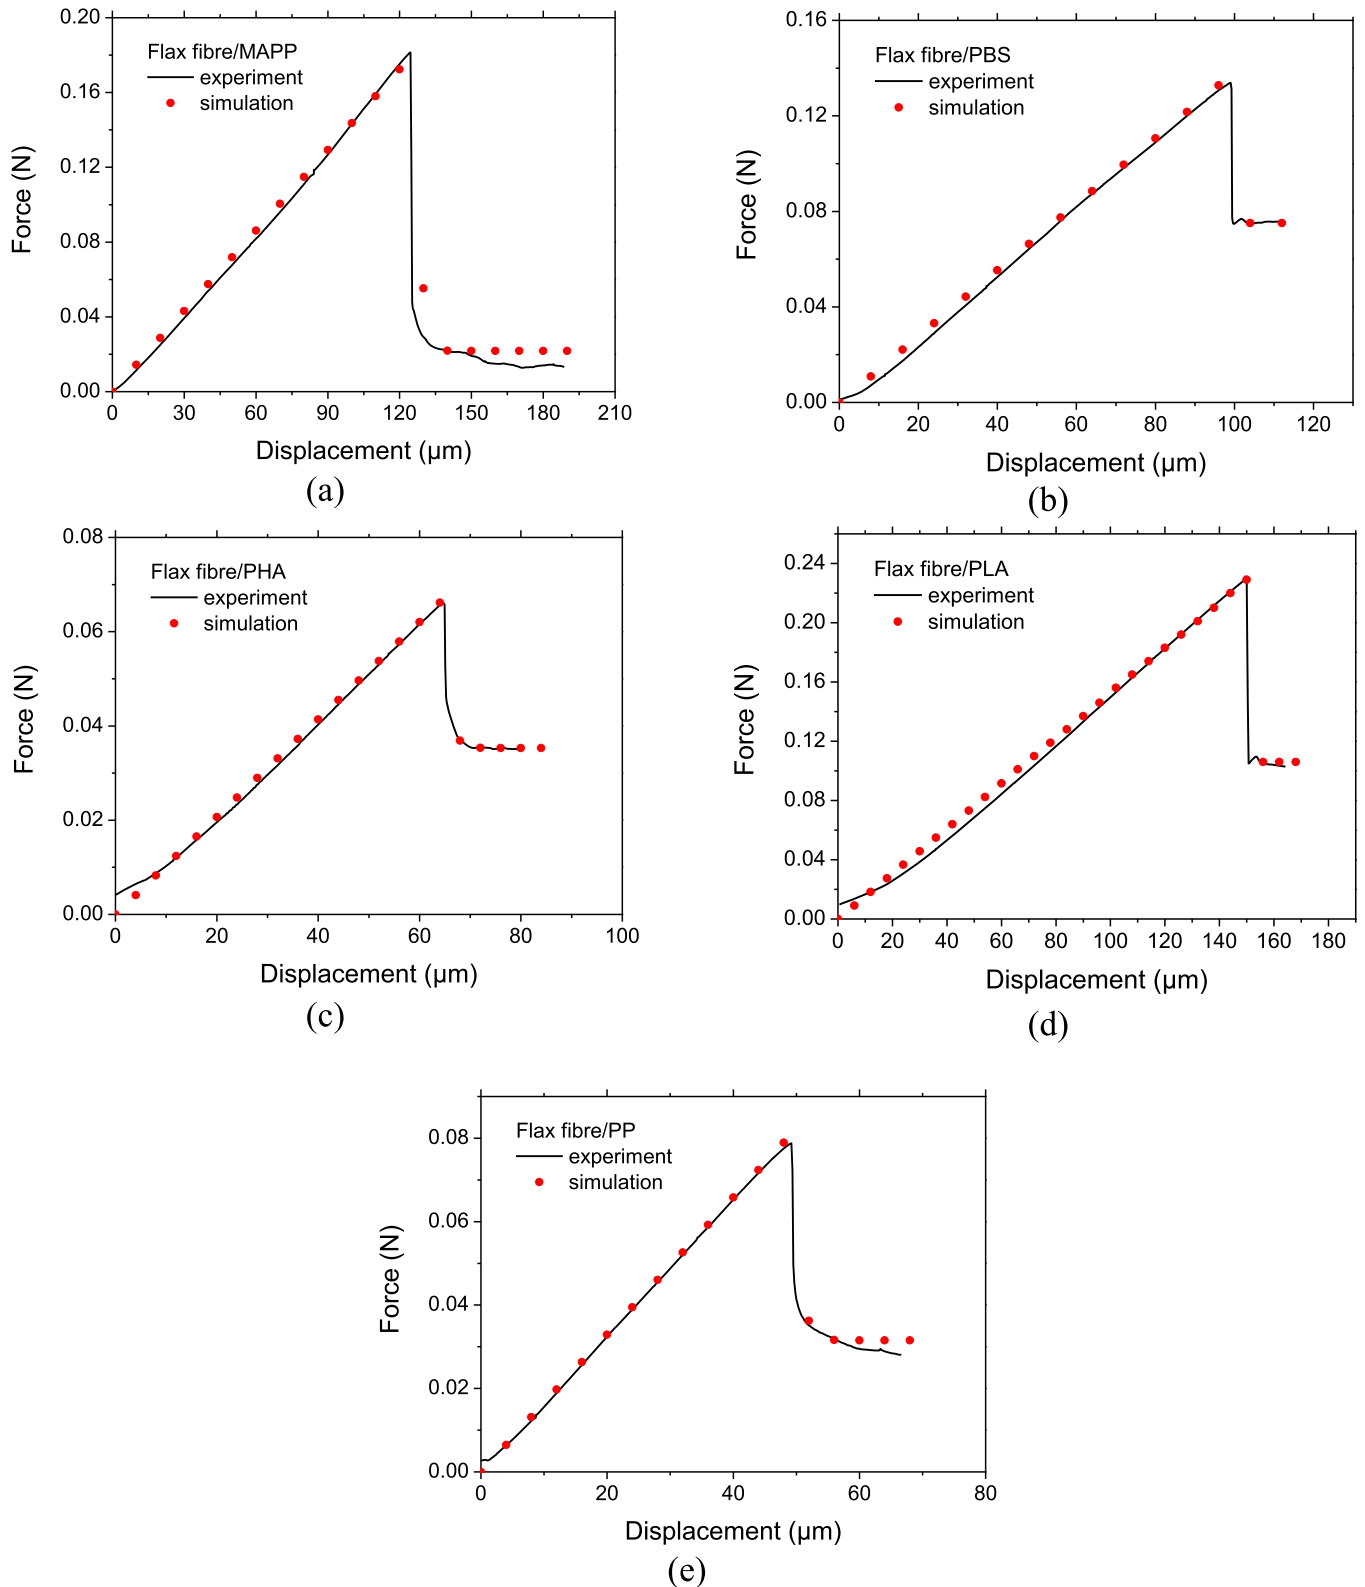 Flax fibre/MAPP
experiment
simulation
0.20
0.16
0.12
0.08
0.04
0.00
Force (N)
0 30 60 90 120 150 180 210
Displacement (µm)
(a)
Flax fibre/PBS
experiment
simulation
0.16
0.12
0.08
0.04
0.00
Force (N)
0 20 40 60 80 100 120
Displacement (µm)
(b)
Flax fibre/PHA
experiment
simulation
0.08
0.06
0.04
0.02
0.00
Force (N)
0 20 40 60 80 100
Displacement (µm)
(c)
Flax fibre/PLA
experiment
simulation
0.24
0.20
0.16
0.12
0.08
0.04
0.00
Force (N)
0 20 40 60 80 100 120 140 160 180
Displacement (µm)
(d)
Flax fibre/PP
experiment
simulation
0.08
0.06
0.04
0.02
0.00
Force (N)
0 20 40 60 80
Displacement (µm)
(e)